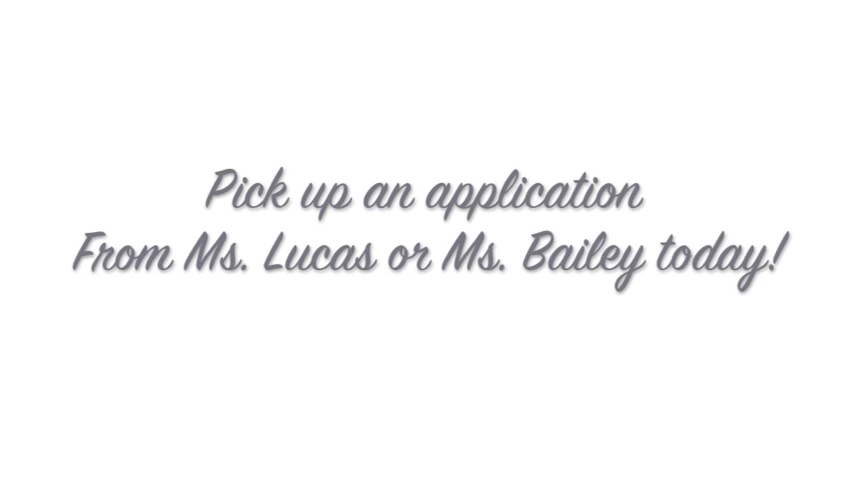 Pick up an application
From Ms. Lucas or Ms. Bailey today!